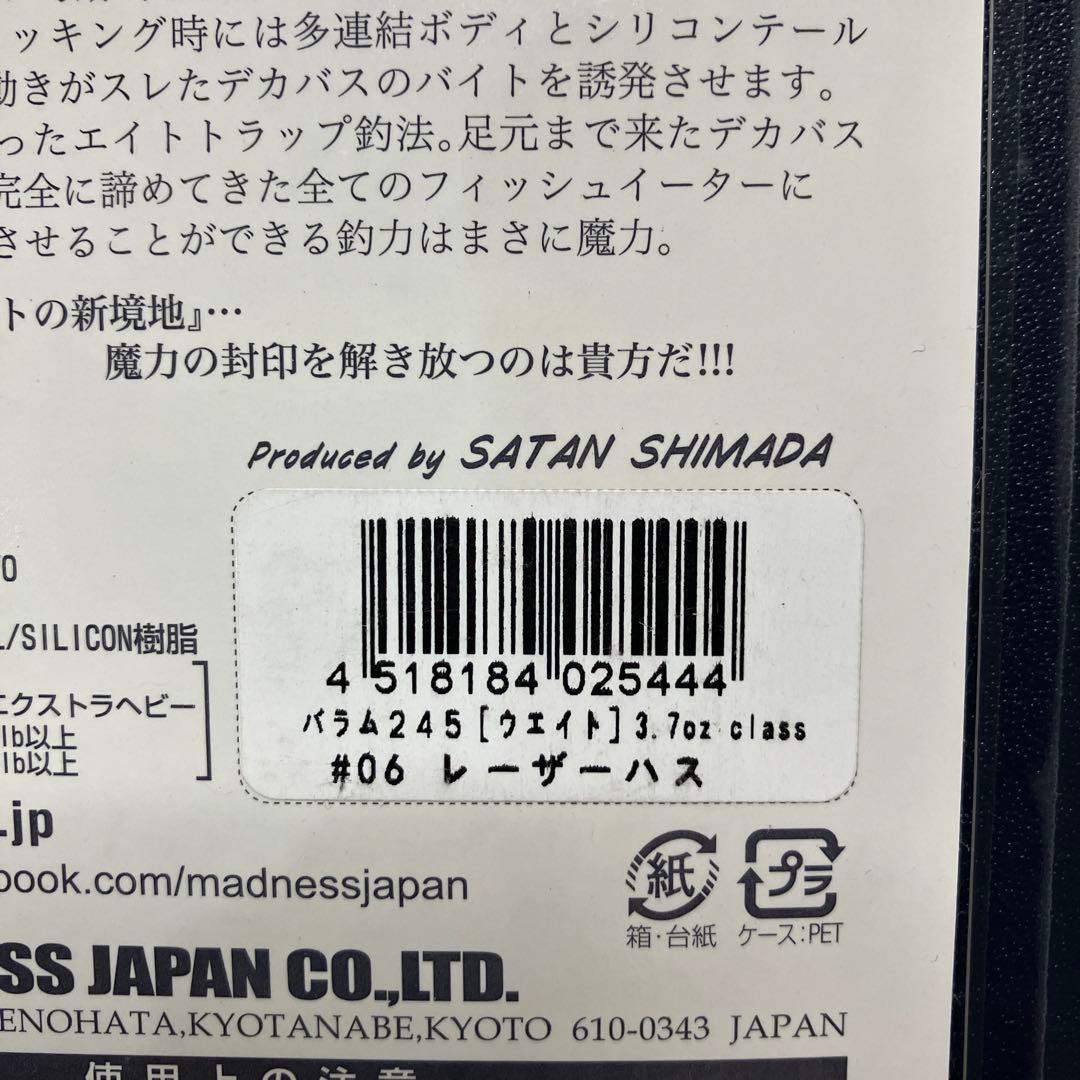 ッキング時には多連結ボディとシリコンテール
動きがスレたデカバスのバイトを誘発させます。
ったエイトトラップ釣法。足元まで来たデカバス
完全に諦めてきた全てのフィッシュイーターに
させることができる釣力はまさに魔力。
トの新境地』…
魔力の封印を解き放つのは貴方だ!!!
Produced by SATAN SHIMADA
4 518184 025444
バラム245[ウエイト]3.7oz class
#06 レーザーハス
/SILICON樹脂
エクストラヘビー
lb以上
lb以上
.jp
book.com/madnessjapan
紙
プラ
箱・台紙 ケース:PET
SS JAPAN CO.,LTD.
ENOHATA,KYOTANABE,KYOTO 610-0343 JAPAN
使用上の注意